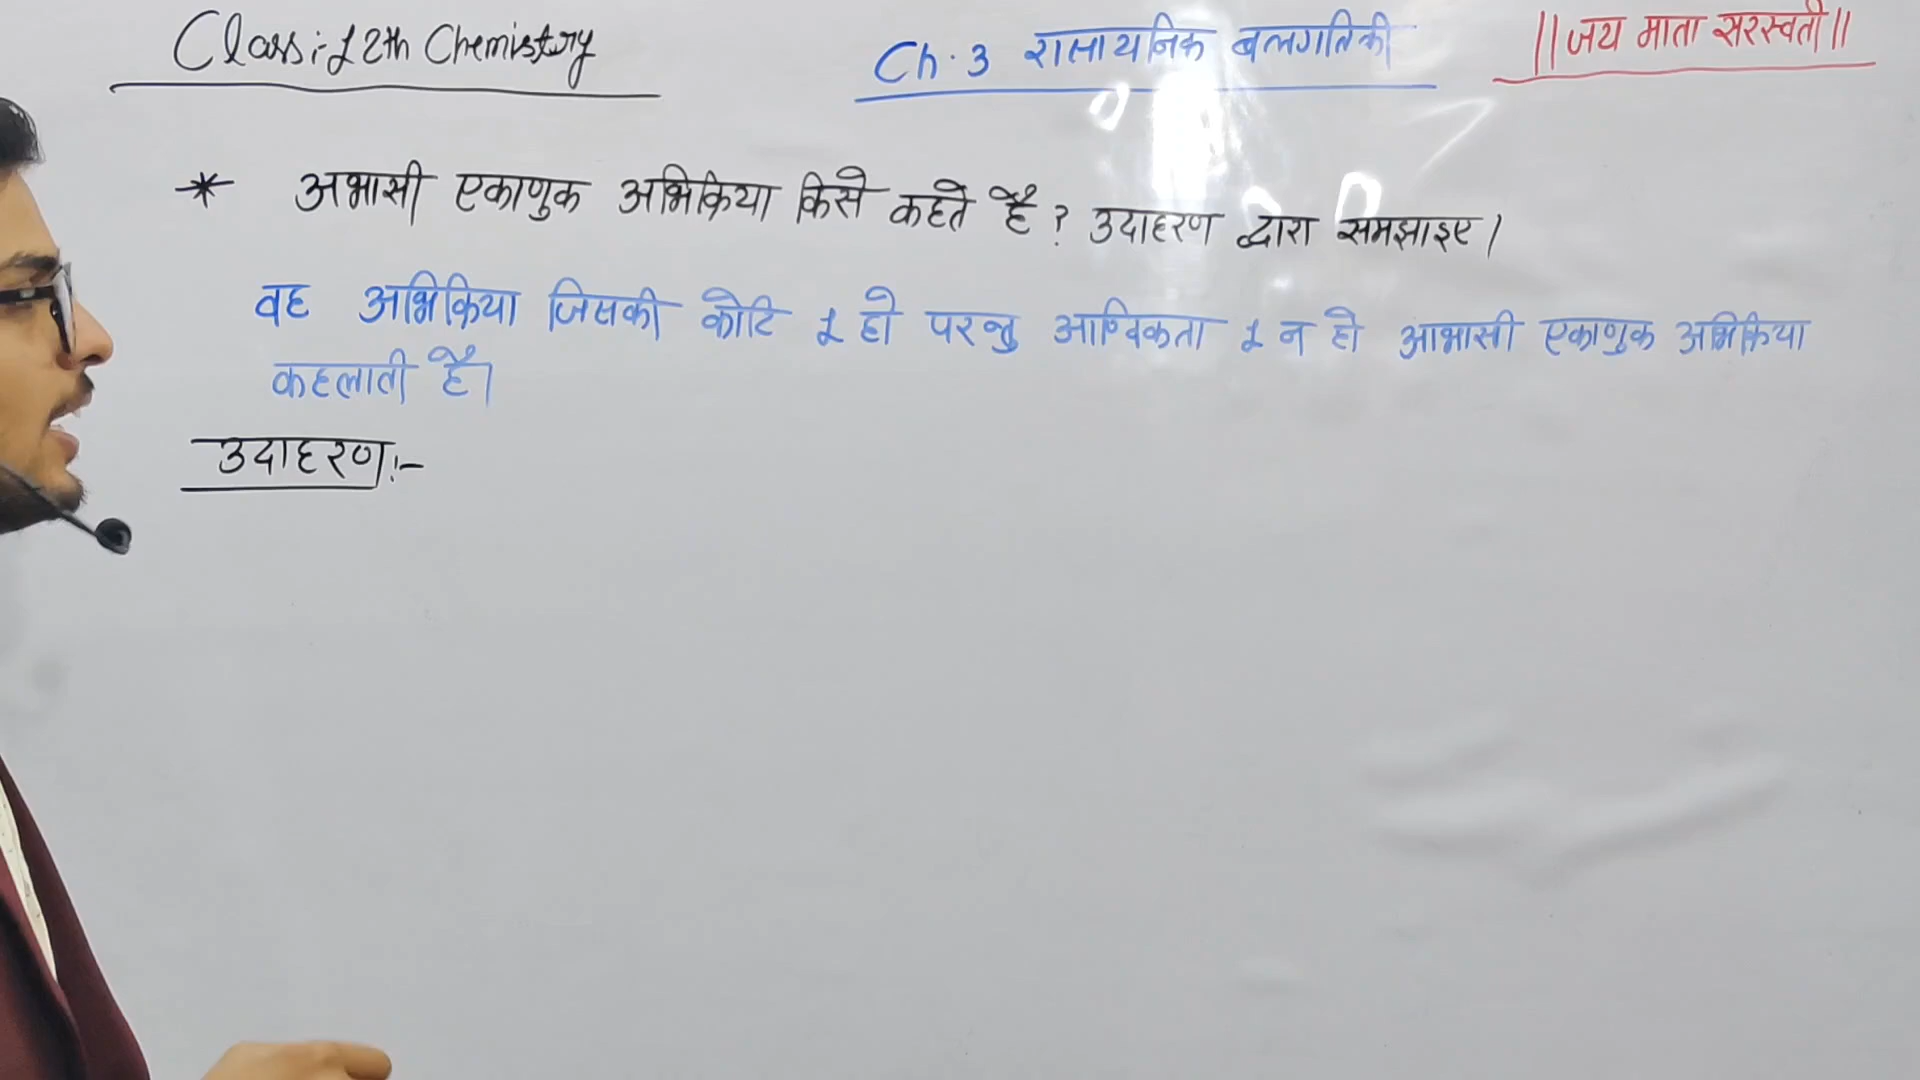 Class:-12th Chemistry
Ch.3 रासायनिक बलगतिकी
||जय माता सरस्वती||
* अभासी एकाणुक अभिक्रिया किसे कहते है? उदाहरण द्वारा समझाइए।
वह अभिक्रिया जिसकी कोटि 1 हो परन्तु आण्विकता 1 न हो आभासी एकाणुक अभिक्रिया
कहलाती है।
उदाहरण:-